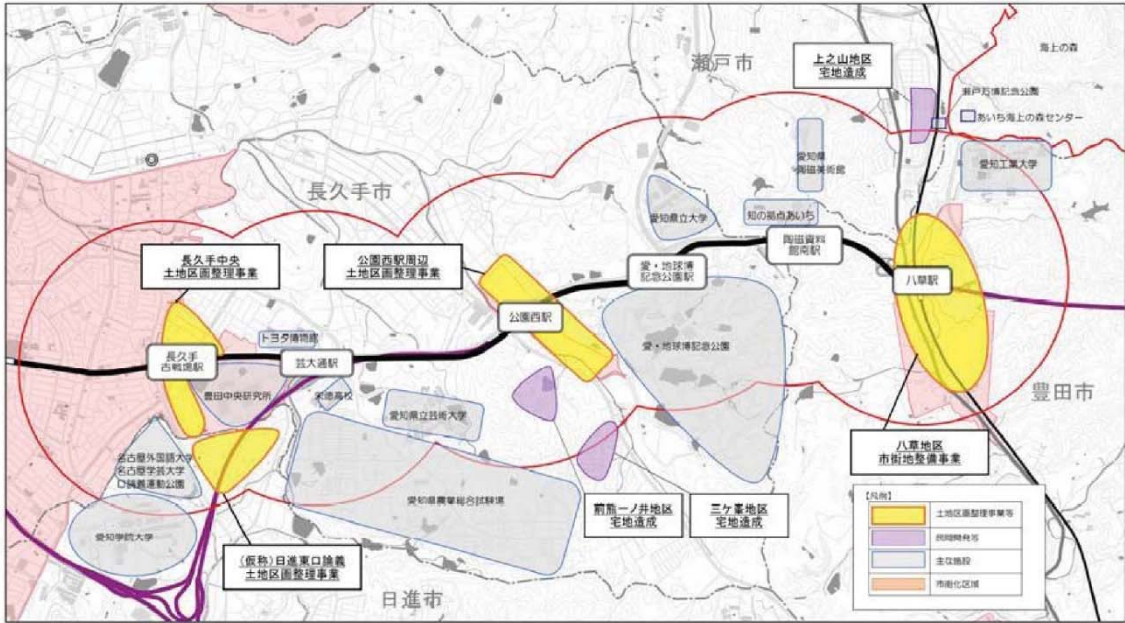 瀬戸市
海上の森
上之山地区
宅地造成
瀬戸万博記念公園
あいち海上の森センター
愛知県
陶磁美術館
愛知工業大学
長久手市
愛知県立大学
知の拠点あいち
長久手中央
土地区画整理事業
公園西駅周辺
土地区画整理事業
愛・地球博
記念公園駅
陶磁資料
館南駅
八草駅
公園西駅
トヨタ博物館
長久手
古戦場駅
芸大通駅
愛・地球博記念公園
豊田中央研究所
栄徳高校
愛知県立芸術大学
豊田市
八草地区
市街地整備事業
名古屋外国語大学
名古屋学芸大学
口論義運動公園
愛知県農業総合試験場
前熊一ノ井地区
宅地造成
三ケ峯地区
宅地造成
愛知学院大学
(仮称)日進東口論義
土地区画整理事業
日進市
【凡例】
土地区画整理事業等
民間開発等
主な施設
市街化区域